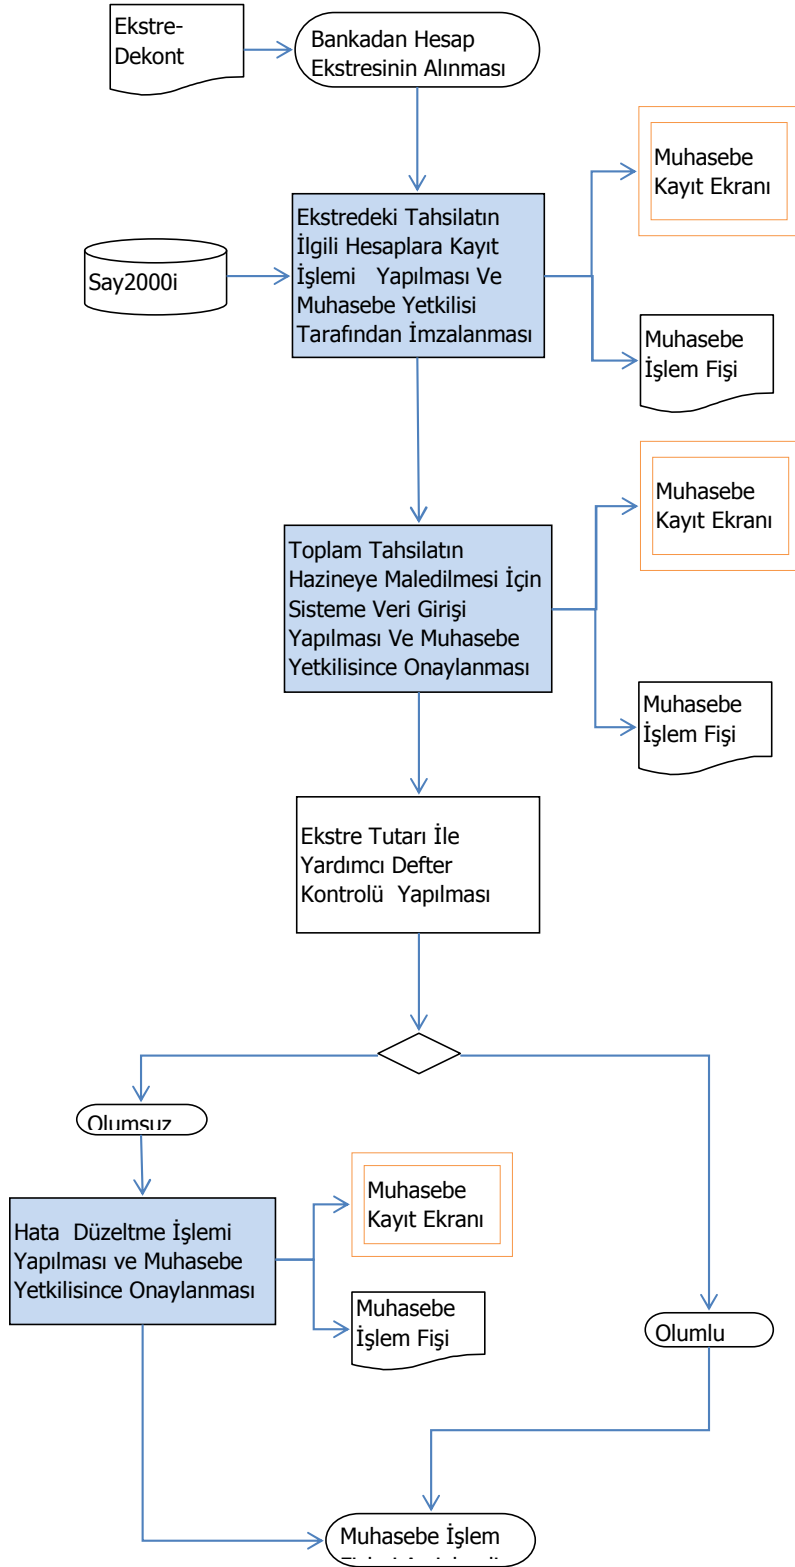 Ekstre-
Dekont
Bankadan Hesap
Ekstresinin Alınması
Muhasebe
Kayıt Ekranı
Ekstredeki Tahsilatın
İlgili Hesaplara Kayıt
İşlemi Yapılması Ve
Muhasebe Yetkilisi
Tarafından İmzalanması
Say2000i
Muhasebe
İşlem Fişi
Muhasebe
Kayıt Ekranı
Toplam Tahsilatın
Hazineye Maledilmesi İçin
Sisteme Veri Girişi
Yapılması Ve Muhasebe
Yetkilisince Onaylanması
Muhasebe
İşlem Fişi
Ekstre Tutarı İle
Yardımcı Defter
Kontrolü Yapılması
Olumsuz
Muhasebe
Kayıt Ekranı
Hata Düzeltme İşlemi
Yapılması ve Muhasebe
Yetkilisince Onaylanması
Muhasebe
İşlem Fişi
Olumlu
Muhasebe İşlem